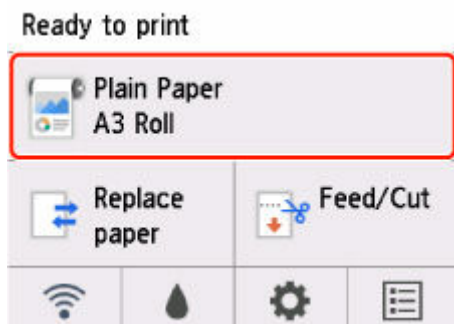 Ready to print
Plain Paper
A3 Roll
Replace
paper
Feed/Cut